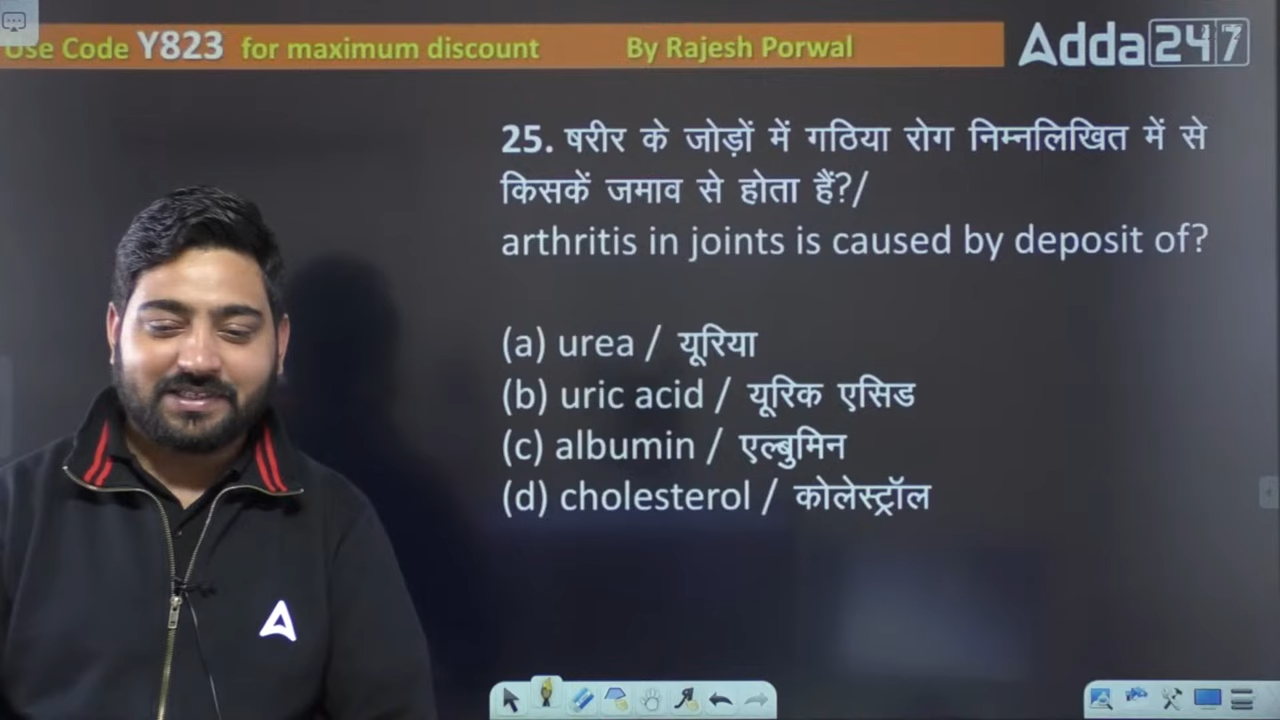 Use Code Y823 for maximum discount By Rajesh Porwal
Adda247
25. षरीर के जोड़ों में गठिया रोग निम्नलिखित में से
किसकें जमाव से होता हैं?/
arthritis in joints is caused by deposit of?
(a) urea / यूरिया
(b) uric acid / यूरिक एसिड
(c) albumin / एल्बुमिन
(d) cholesterol / कोलेस्ट्रॉल